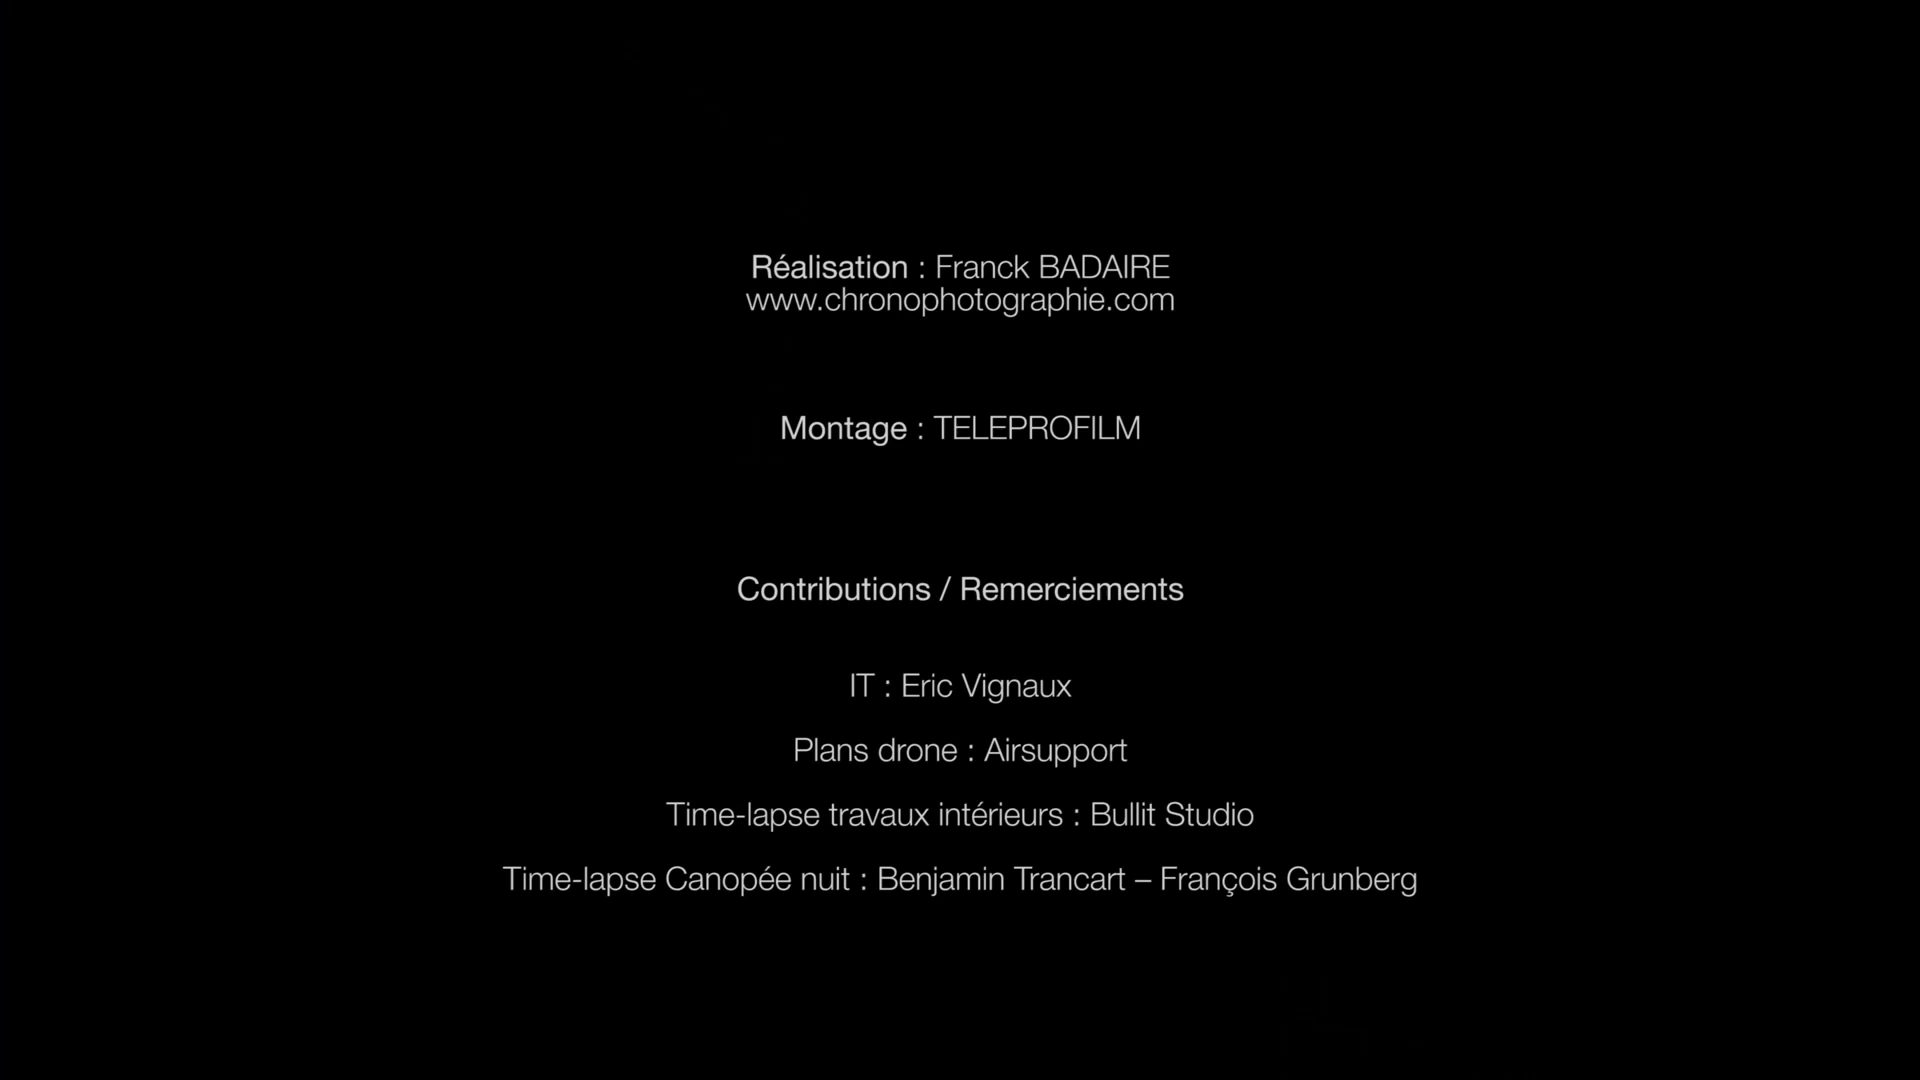 Réalisation : Franck BADAIRE
www.chronophotographie.com
Montage : TELEPROFILM
Contributions / Remerciements
IT : Eric Vignaux
Plans drone : Airsupport
Time-lapse travaux intérieurs : Bullit Studio
Time-lapse Canopée nuit : Benjamin Trancart – François Grunberg